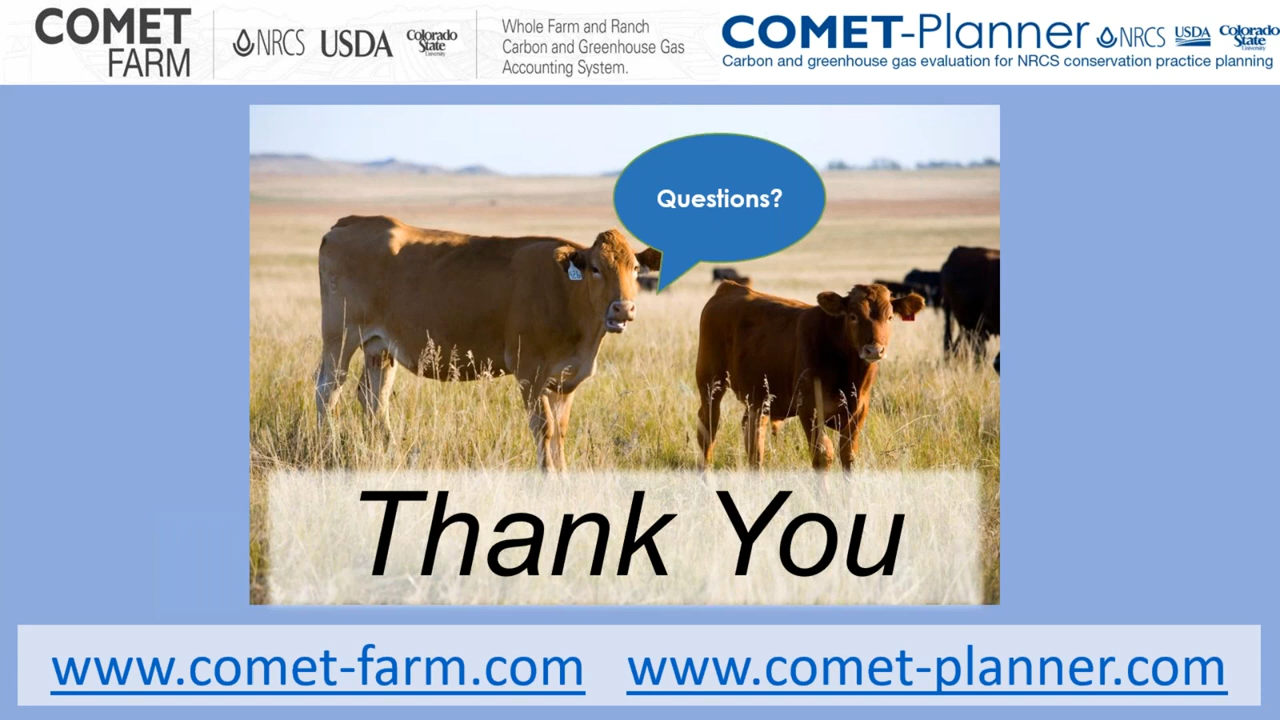 COMET
FARM
NRCS
USDA
Colorado
State
University
Whole Farm and Ranch
Carbon and Greenhouse Gas
Accounting System.
COMET-Planner
NRCS
USDA
Colorado
State
University
Carbon and greenhouse gas evaluation for NRCS conservation practice planning
Questions?
Thank You
www.comet-farm.com
www.comet-planner.com